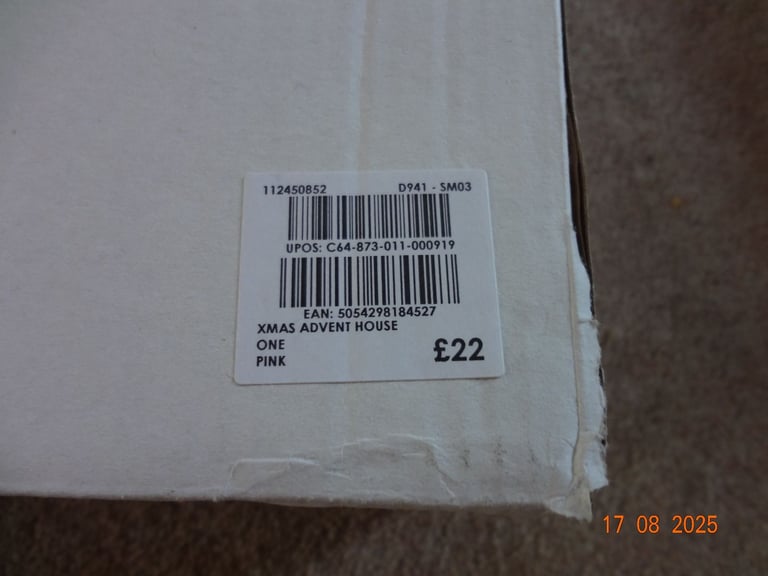 112450852 D941 - SM03
UPOS: C64-873-011-000919
EAN: 5054298184527
XMAS ADVENT HOUSE
ONE
PINK £22
17 08 2025